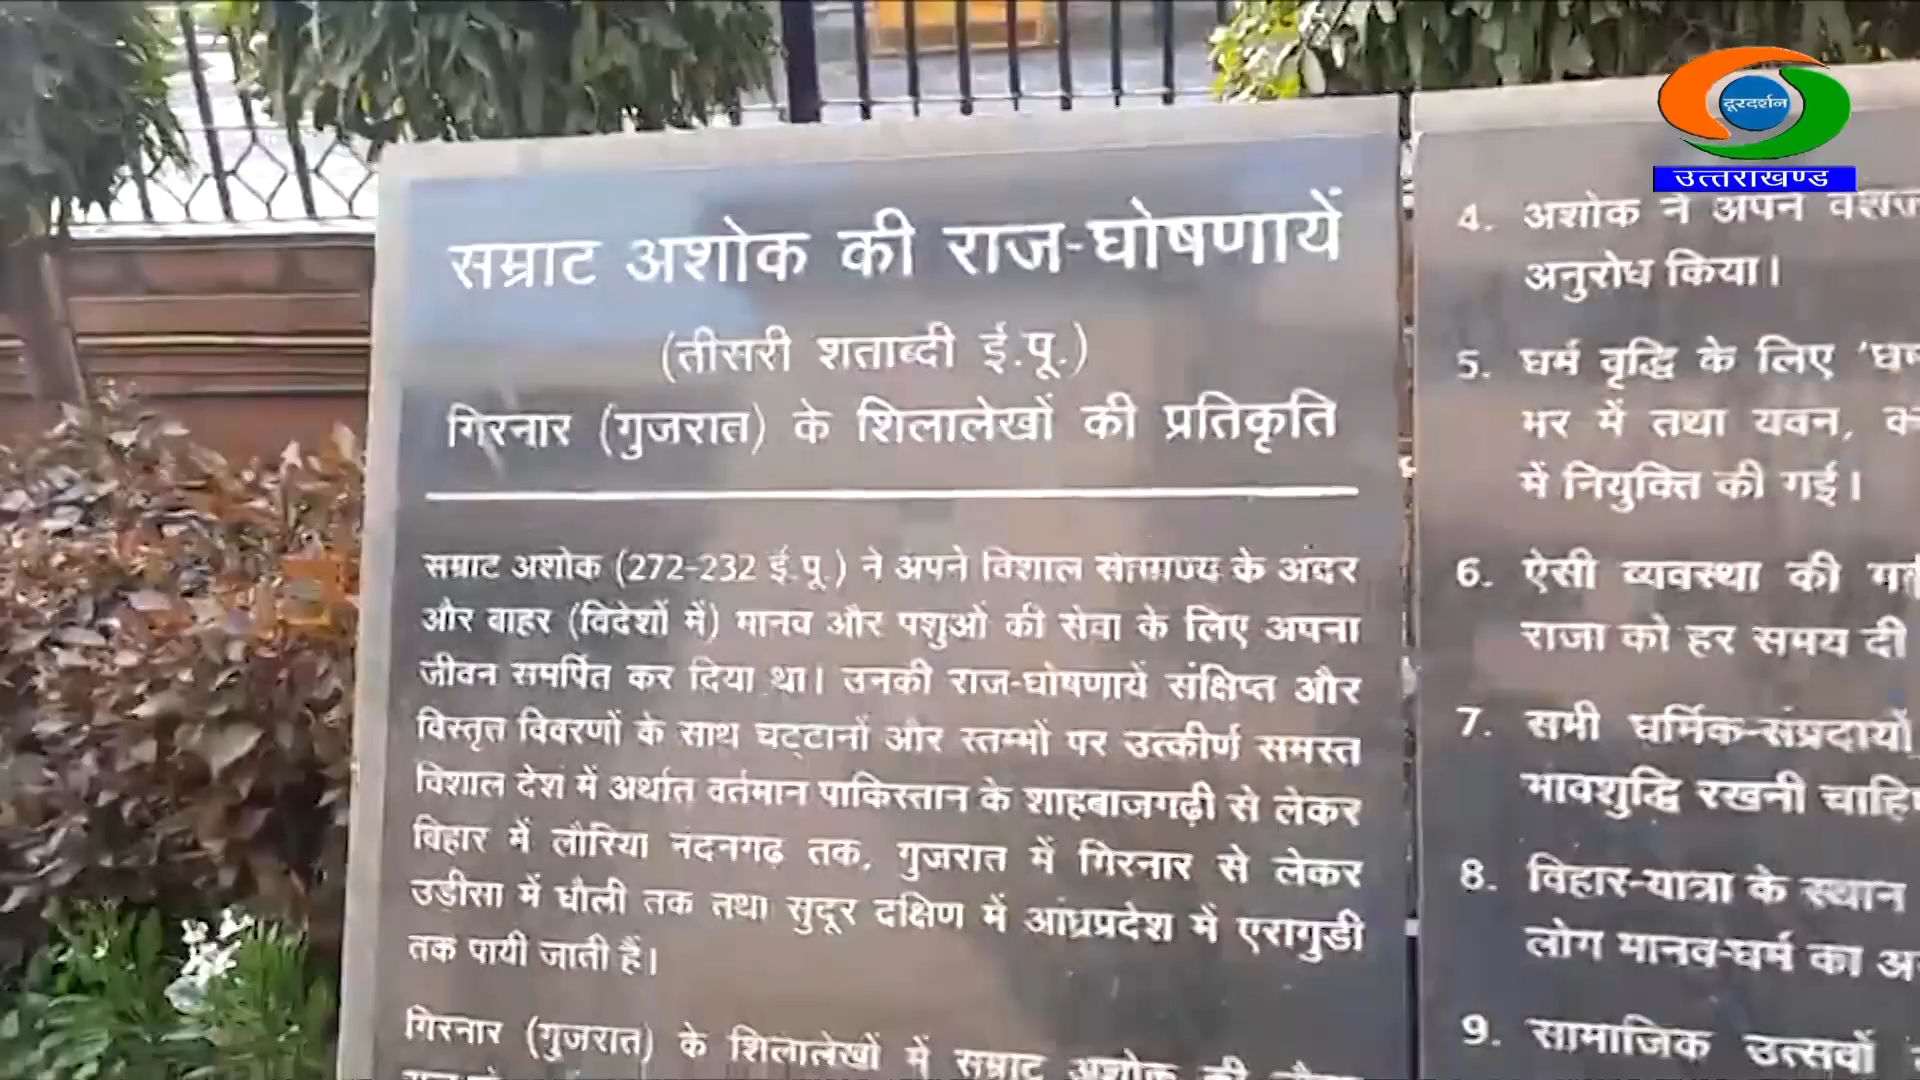 सम्राट अशोक की राज-घोषणायें
(तीसरी शताब्दी ई.पू.)
गिरनार (गुजरात) के शिलालेखों की प्रतिकृति
सम्राट अशोक (272-232 ई.पू.) ने अपने विशाल साम्राज्य के अंदर
और बाहर (विदेशों में) मानव और पशुओं की सेवा के लिए अपना
जीवन समर्पित कर दिया था। उनकी राज-घोषणायें संक्षिप्त और
विस्तृत विवरणों के साथ चट्टानों और स्तम्भों पर उत्कीर्ण समस्त
विशाल देश में अर्थात वर्तमान पाकिस्तान के शाहबाजगढ़ी से लेकर
विहार में लौरिया नदनगढ़ तक, गुजरात में गिरनार से लेकर
उडीसा में धौली तक तथा सुदूर दक्षिण में आंध्रप्रदेश में एरागुडी
तक पायी जाती हैं।
गिरनार (गुजरात) के शिलालेखों में सम्राट अशोक की
4. अशोक ने अपने
अनुरोध किया।
5. धर्म वृद्धि के लिए
भर में तथा यवन,
में नियुक्ति की गई।
6. ऐसी व्यवस्था की
राजा को हर समय दी
7. सभी धर्मिक-संप्रदायों
भावशुद्धि रखनी
8. विहार-यात्रा के स्थान
लोग मानव-धर्म का
9. सामाजिक उत्सवों
दूरदर्शन
उत्तराखण्ड